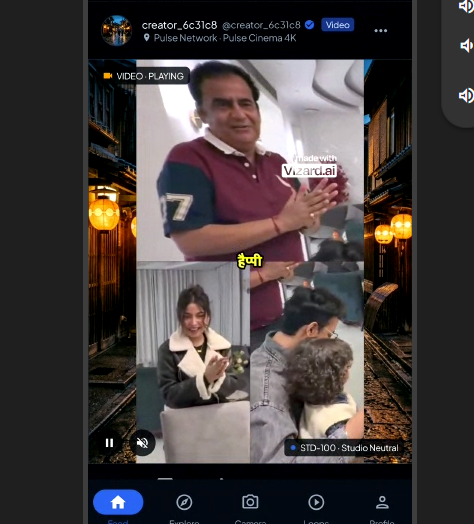 creator_6c31c8 @creator_6c31c8 Video
Pulse Network · Pulse Cinema 4K
VIDEO · PLAYING
made with
Vizard.ai
37
हैप्पी
STD-100 · Studio Neutral
Feed Explore Camera Loops Profile